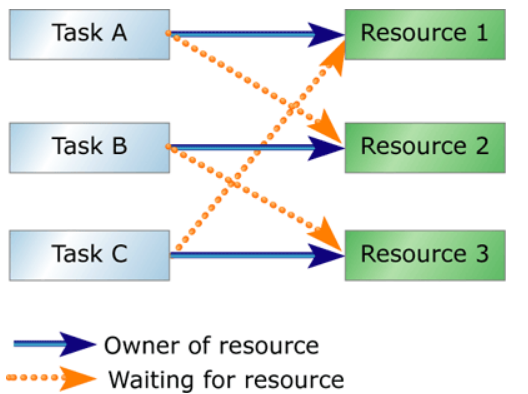 Task A
Resource 1
Task B
Resource 2
Task C
Resource 3
Owner of resource
Waiting for resource